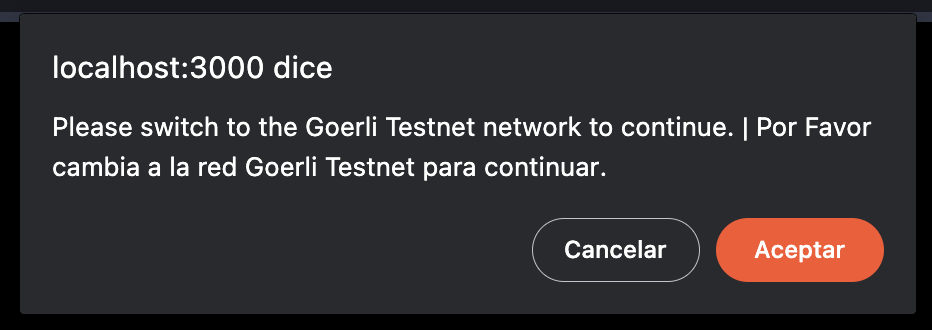 localhost:3000 dice
Please switch to the Goerli Testnet network to continue. | Por Favor
cambia a la red Goerli Testnet para continuar.
Cancelar
Aceptar